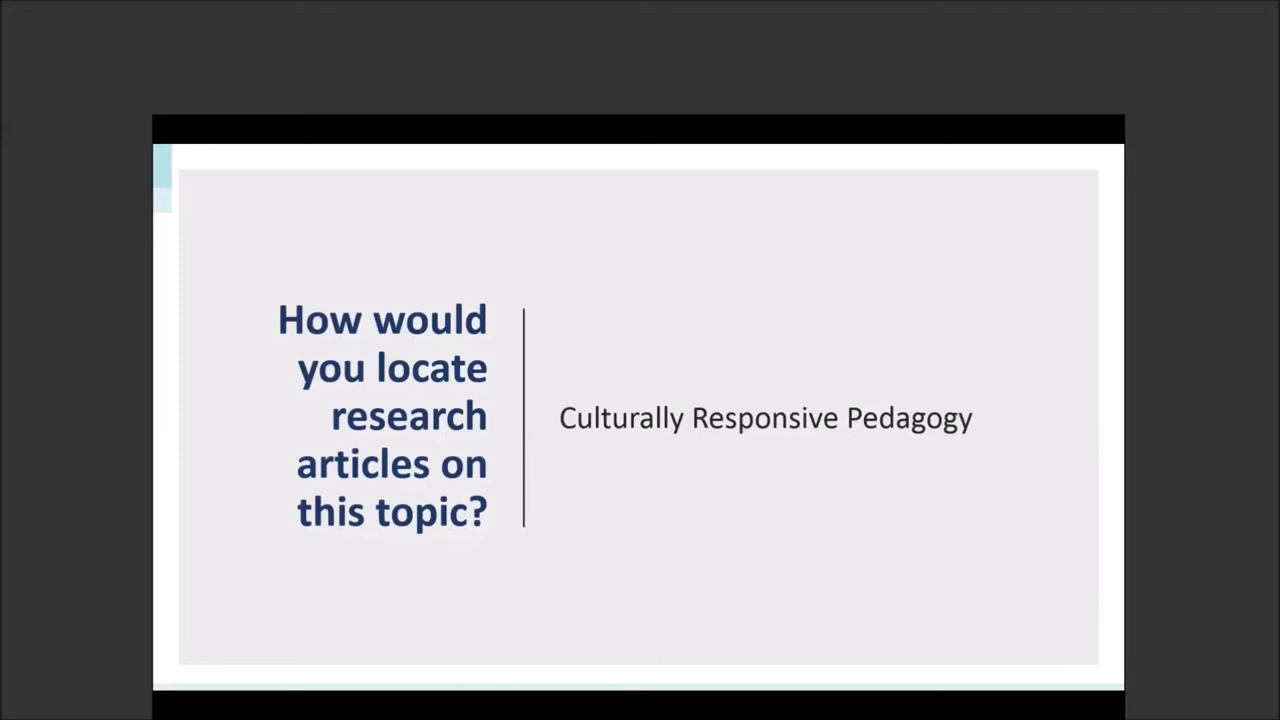 How would
you locate
research
articles on
this topic?
Culturally Responsive Pedagogy